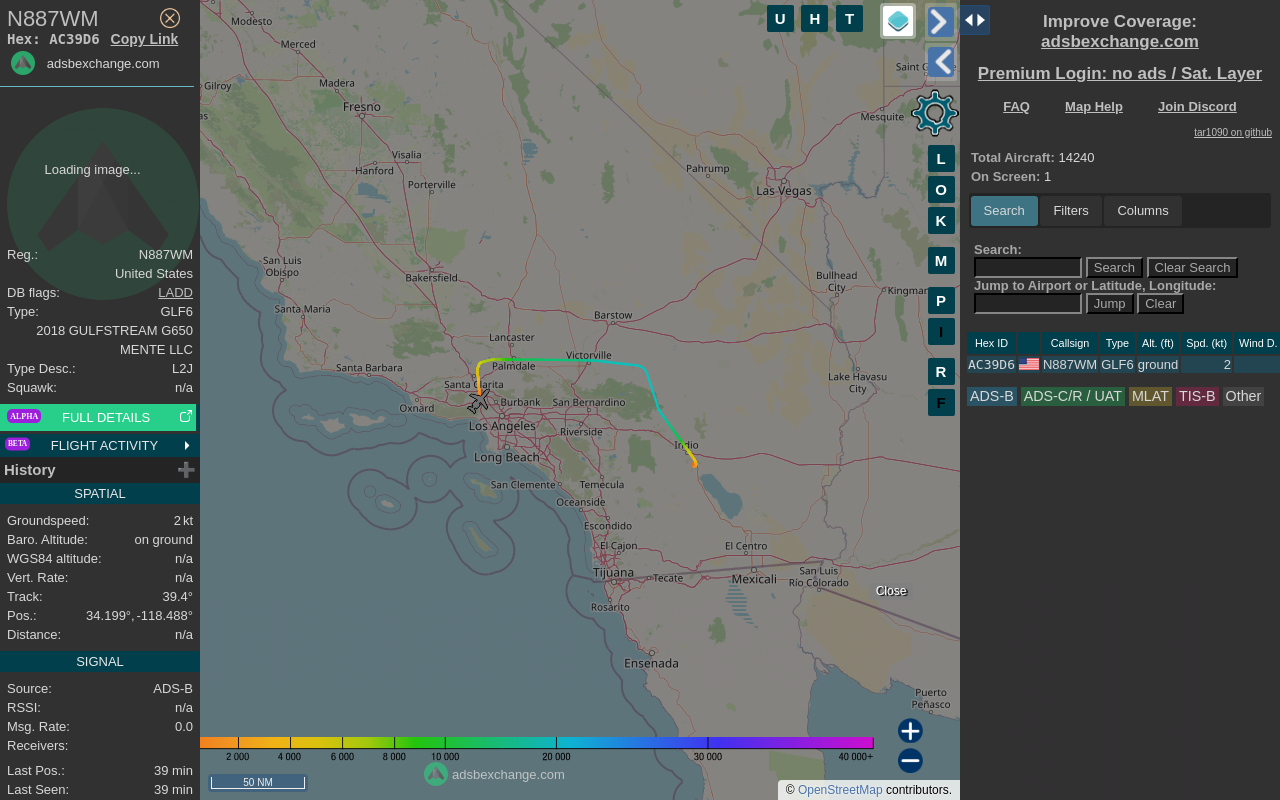 N887WM
Hex: AC39D6 Copy Link
adsbexchange.com
Loading image...
Reg.: N887WM
United States
DB flags: LADD
Type: GLF6
2018 GULFSTREAM G650
MENTE LLC
Type Desc.: L2J
Squawk: n/a
ALPHA FULL DETAILS
BETA FLIGHT ACTIVITY
History
SPATIAL
Groundspeed: 2 kt
Baro. Altitude: on ground
WGS84 altitude: n/a
Vert. Rate: n/a
Track: 39.4°
Pos.: 34.199°, -118.488°
Distance: n/a
SIGNAL
Source: ADS-B
RSSI: n/a
Msg. Rate: 0.0
Receivers:
Last Pos.: 39 min
Last Seen: 39 min
U H T
L
O
K
M
P
I
R
F
Modesto
Merced
Gilroy
Madera
Fresno
Visalia
Hanford
Porterville
San Luis
Obispo
Bakersfield
Santa Maria
Santa Barbara
Lancaster
Palmdale
Santa Clarita
Oxnard
Burbank
Los Angeles
Long Beach
San Clemente
Victorville
Barstow
San Bernardino
Riverside
Temecula
Oceanside
Escondido
El Cajon
Tijuana
Tecate
Rosarito
Ensenada
Indio
El Centro
Mexicali
San Luis
Río Colorado
Puerto
Peñasco
Pahrump
Las Vegas
Mesquite
Bullhead
City
Lake Havasu
City
Close
2 000 4 000 6 000 8 000 10 000 20 000 30 000 40 000+
50 NM
adsbexchange.com
© OpenStreetMap contributors.
Improve Coverage:
adsbexchange.com
Premium Login: no ads / Sat. Layer
FAQ Map Help Join Discord
tar1090 on github
Total Aircraft: 14240
On Screen: 1
Search Filters Columns
Search:
Search Clear Search
Jump to Airport or Latitude, Longitude:
Jump Clear
Hex ID Callsign Type Alt. (ft) Spd. (kt) Wind D.
AC39D6 N887WM GLF6 ground 2
ADS-B ADS-C/R / UAT MLAT TIS-B Other